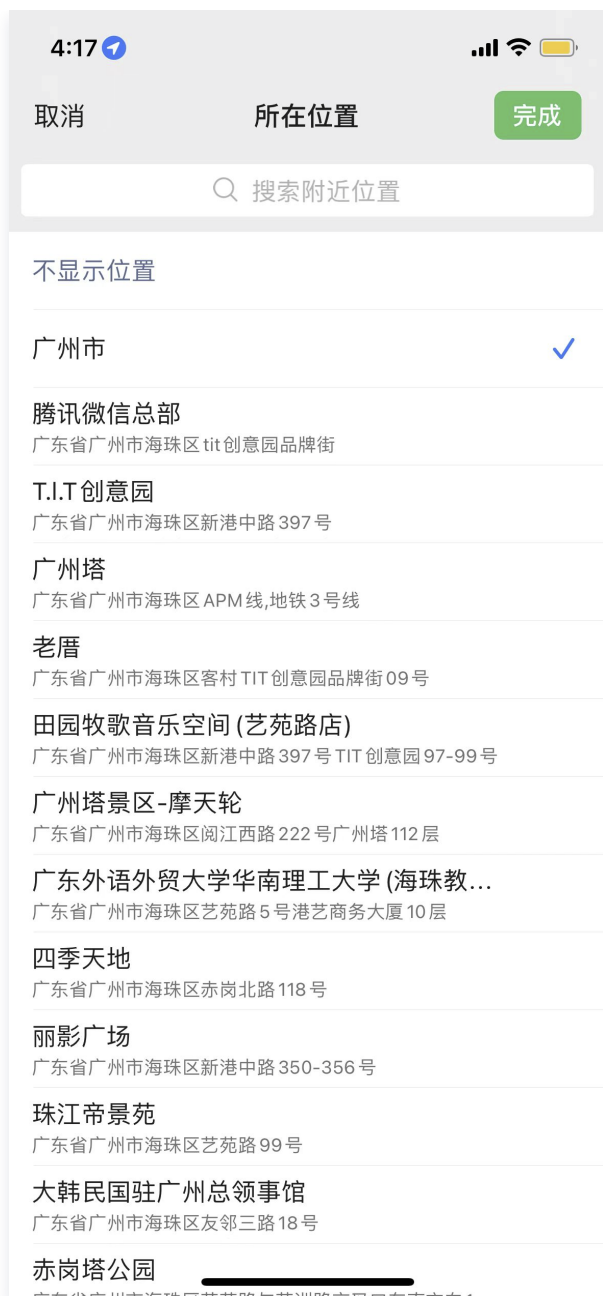 4:17
取消
所在位置
完成
搜索附近位置
不显示位置
广州市
腾讯微信总部
广东省广州市海珠区tit创意园品牌街
T.I.T创意园
广东省广州市海珠区新港中路397号
广州塔
广东省广州市海珠区APM线,地铁3号线
老厝
广东省广州市海珠区客村TIT创意园品牌街09号
田园牧歌音乐空间(艺苑路店)
广东省广州市海珠区新港中路397号TIT创意园97-99号
广州塔景区-摩天轮
广东省广州市海珠区阅江西路222号广州塔112层
广东外语外贸大学华南理工大学(海珠教...
广东省广州市海珠区艺苑路5号港艺商务大厦10层
四季天地
广东省广州市海珠区赤岗北路118号
丽影广场
广东省广州市海珠区新港中路350-356号
珠江帝景苑
广东省广州市海珠区艺苑路99号
大韩民国驻广州总领事馆
广东省广州市海珠区友邻三路18号
赤岗塔公园